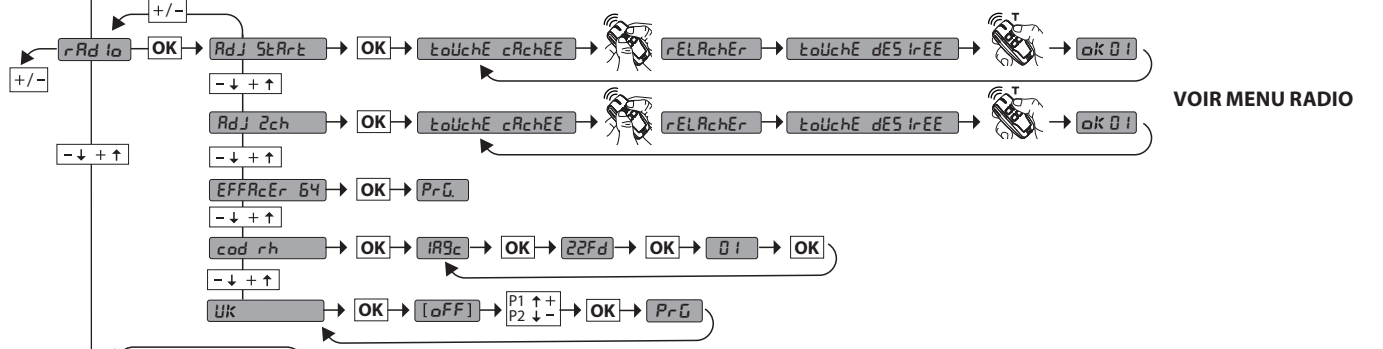 +/-
rAdIo OK AdJ StArt OK toUchE cAchEE rELAchEr toUchE dESIrEE T oK 01
+/-
- ↓ + ↑
VOIR MENU RADIO
AdJ 2ch OK toUchE cAchEE rELAchEr toUchE dESIrEE T oK 01
- ↓ + ↑
- ↓ + ↑
EFFAcEr 64 OK PrG.
- ↓ + ↑
cod rh OK 1A9c OK 22Fd OK 01 OK
- ↓ + ↑
UK OK [oFF] P1 ↑ + OK PrG
P2 ↓ -